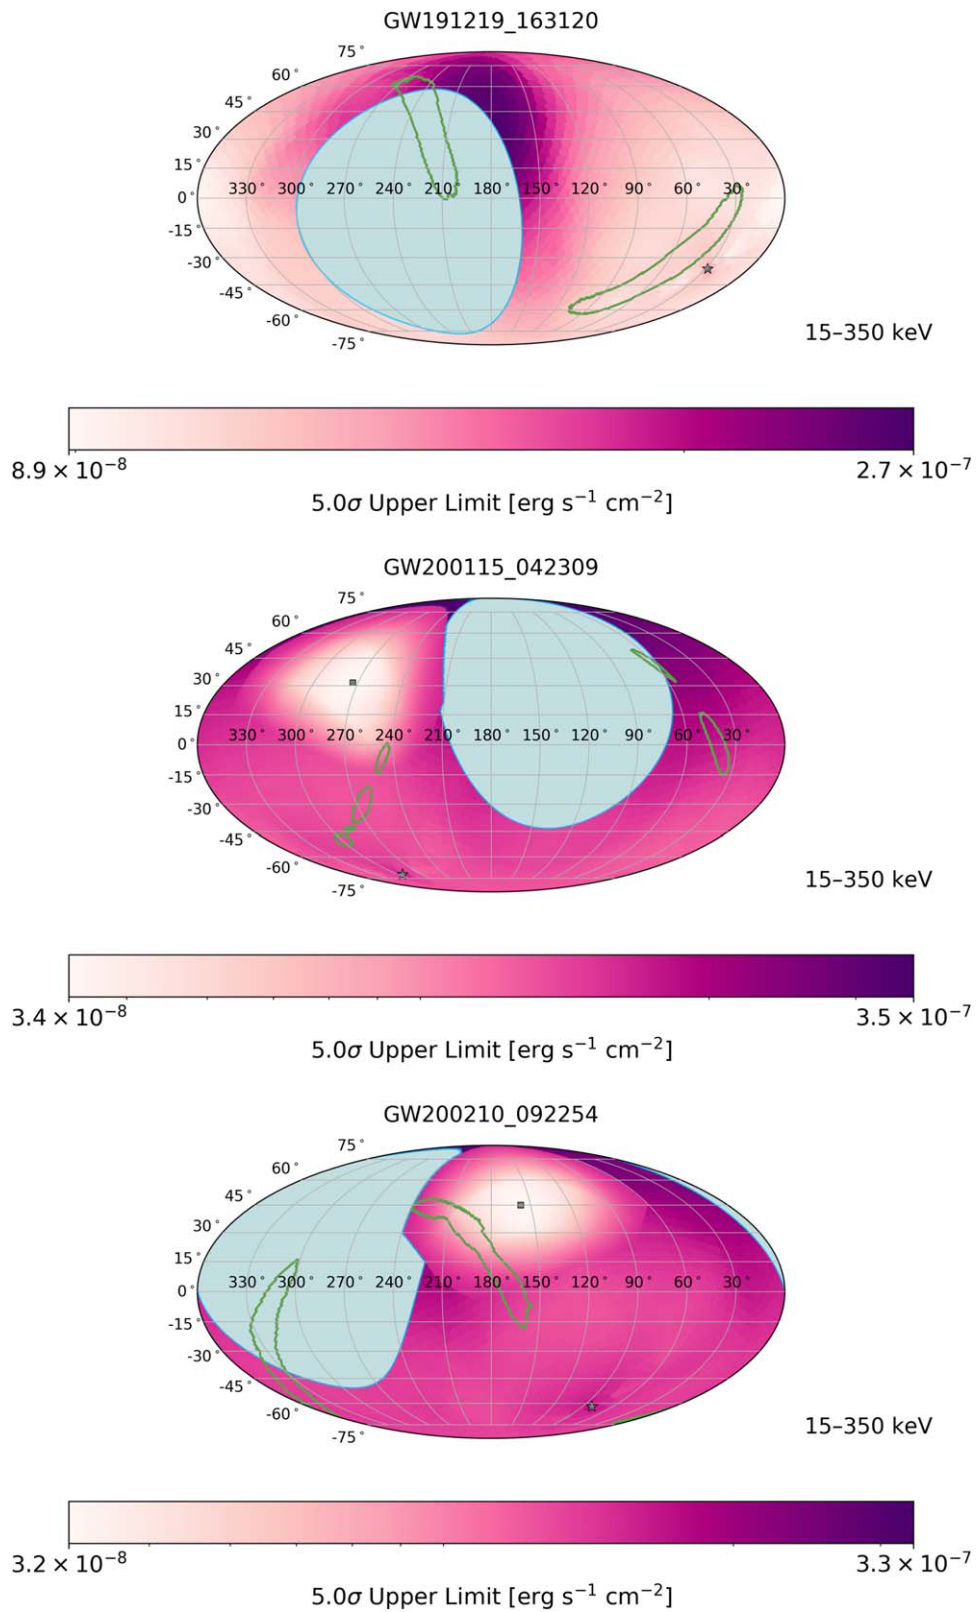 GW191219_163120
75°
60°
45°
30°
15°
330° 300° 270° 240° 210° 180° 150° 120° 90° 60° 30°
0°
-15°
-30°
-45°
-60°
-75°
15–350 keV
8.9 × 10⁻⁸ 2.7 × 10⁻⁷
5.0σ Upper Limit [erg s⁻¹ cm⁻²]
GW200115_042309
75°
60°
45°
30°
15°
330° 300° 270° 240° 210° 180° 150° 120° 90° 60° 30°
0°
-15°
-30°
-45°
-60°
-75°
15–350 keV
3.4 × 10⁻⁸ 3.5 × 10⁻⁷
5.0σ Upper Limit [erg s⁻¹ cm⁻²]
GW200210_092254
75°
60°
45°
30°
15°
330° 300° 270° 240° 210° 180° 150° 120° 90° 60° 30°
0°
-15°
-30°
-45°
-60°
-75°
15–350 keV
3.2 × 10⁻⁸ 3.3 × 10⁻⁷
5.0σ Upper Limit [erg s⁻¹ cm⁻²]